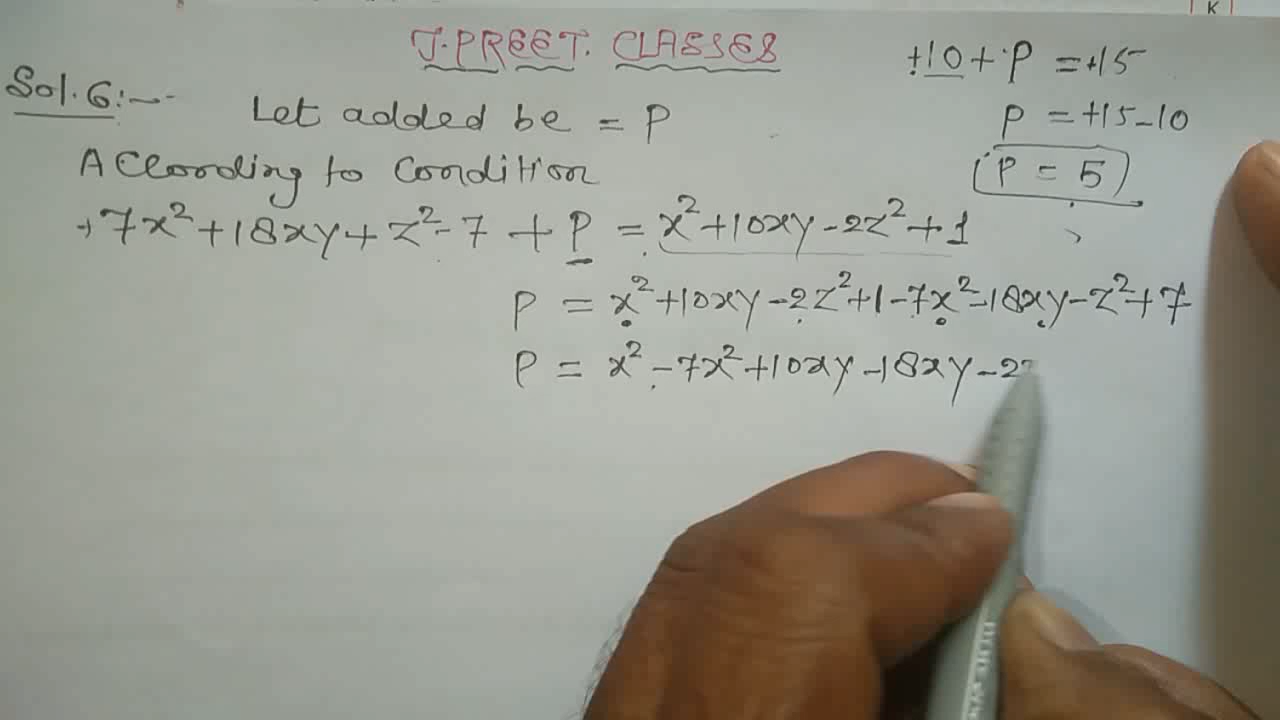 K
J.PREET. CLASSES
+10+P = +15
Sol. 6:-
Let added be = P
P = +15-10
According to Condition
P = 5
7x²+18xy+z²-7 + P = x²+10xy-2z²+1
P = x²+10xy-2z²+1-7x²-18xy-z²+7
P = x²-7x²+10xy-18xy-2z